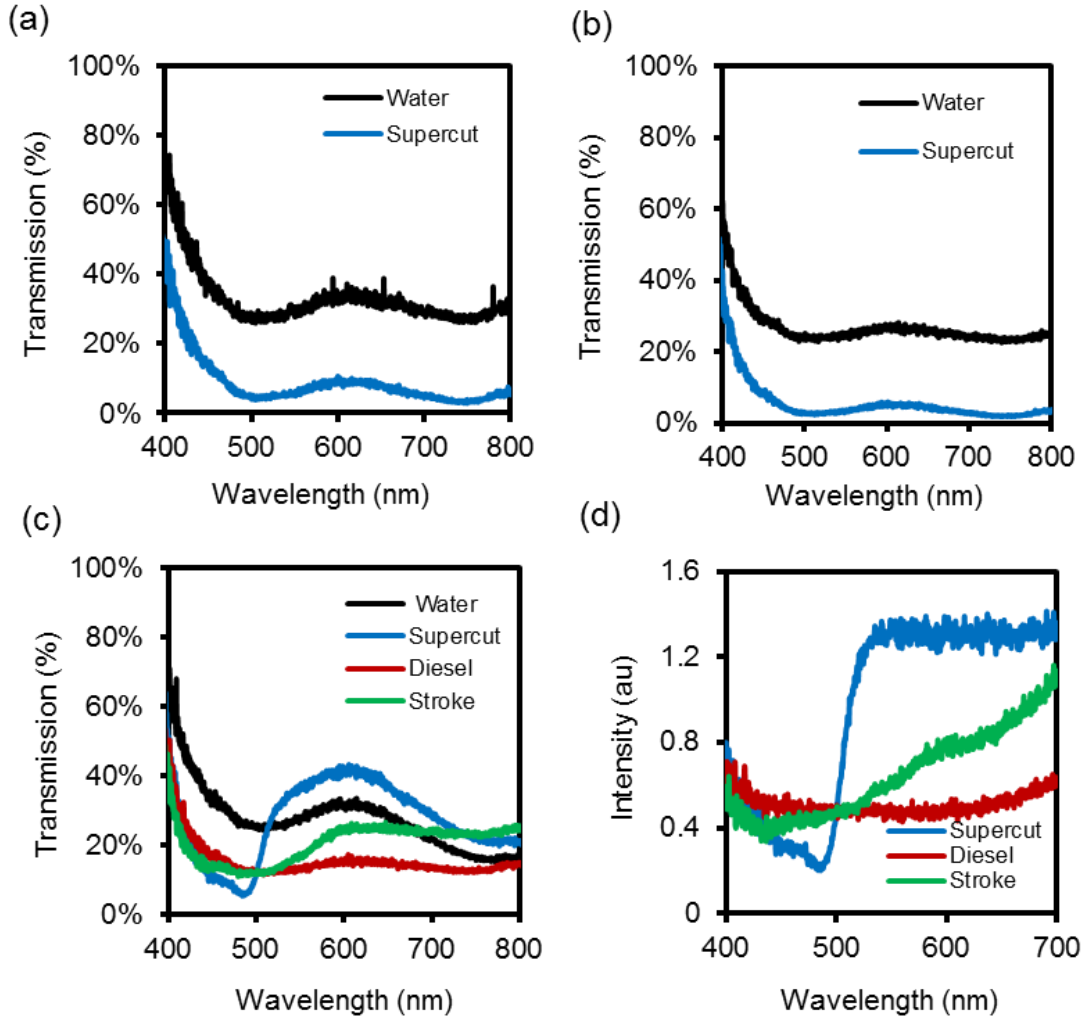 (a)
100%
80%
60%
40%
20%
0%
Transmission (%)
Water
Supercut
400 500 600 700 800
Wavelength (nm)
(b)
100%
80%
60%
40%
20%
0%
Transmission (%)
Water
Supercut
400 500 600 700 800
Wavelength (nm)
(c)
100%
80%
60%
40%
20%
0%
Transmission (%)
Water
Supercut
Diesel
Stroke
400 500 600 700 800
Wavelength (nm)
(d)
1.6
1.2
0.8
0.4
0
Intensity (au)
Supercut
Diesel
Stroke
400 500 600 700
Wavelength (nm)